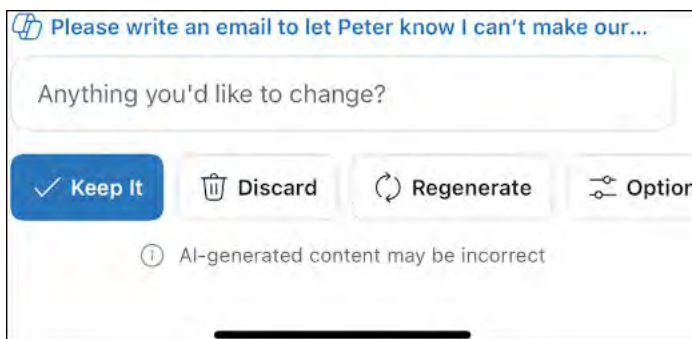 Please write an email to let Peter know I can’t make our...
Anything you'd like to change?
Keep It Discard Regenerate Option
AI-generated content may be incorrect